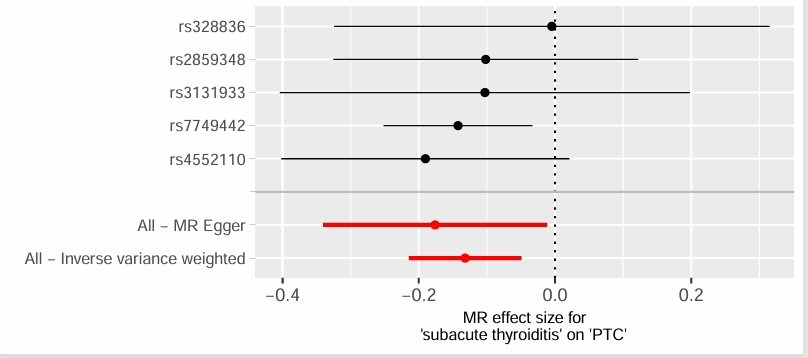 rs328836
rs2859348
rs3131933
rs7749442
rs4552110
All − MR Egger
All − Inverse variance weighted
−0.4 −0.2 0.0 0.2
MR effect size for
'subacute thyroiditis' on 'PTC'